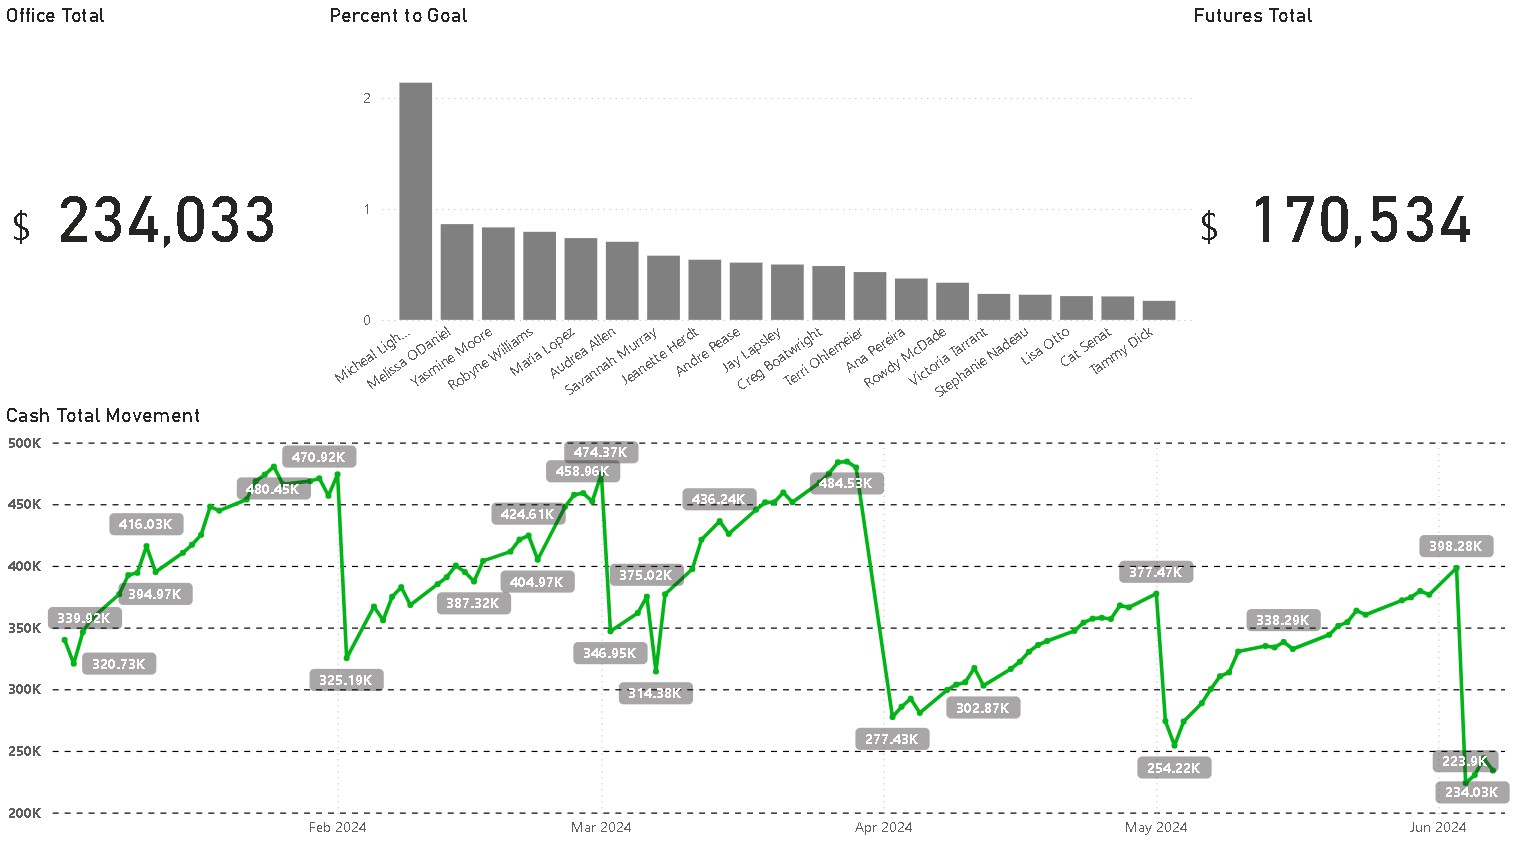 Office Total
Percent to Goal
Futures Total
2
1
0
$ 234,033
$ 170,534
Micheal Ligh...
Melissa ODaniel
Yasmine Moore
Robyne Williams
Maria Lopez
Audrea Allen
Savannah Murray
Jeanette Herdt
Andre Pease
Jay Lapsley
Creg Boatwright
Terri Ohlemeier
Ana Pereira
Rowdy McDade
Victoria Tarrant
Stephanie Nadeau
Lisa Otto
Cat Senat
Tammy Dick
Cash Total Movement
500K
450K
400K
350K
300K
250K
200K
339.92K
320.73K
416.03K
394.97K
480.45K
470.92K
325.19K
387.32K
424.61K
404.97K
458.96K
474.37K
346.95K
375.02K
314.38K
436.24K
484.53K
277.43K
302.87K
377.47K
254.22K
338.29K
398.28K
223.9K
234.03K
Feb 2024
Mar 2024
Apr 2024
May 2024
Jun 2024